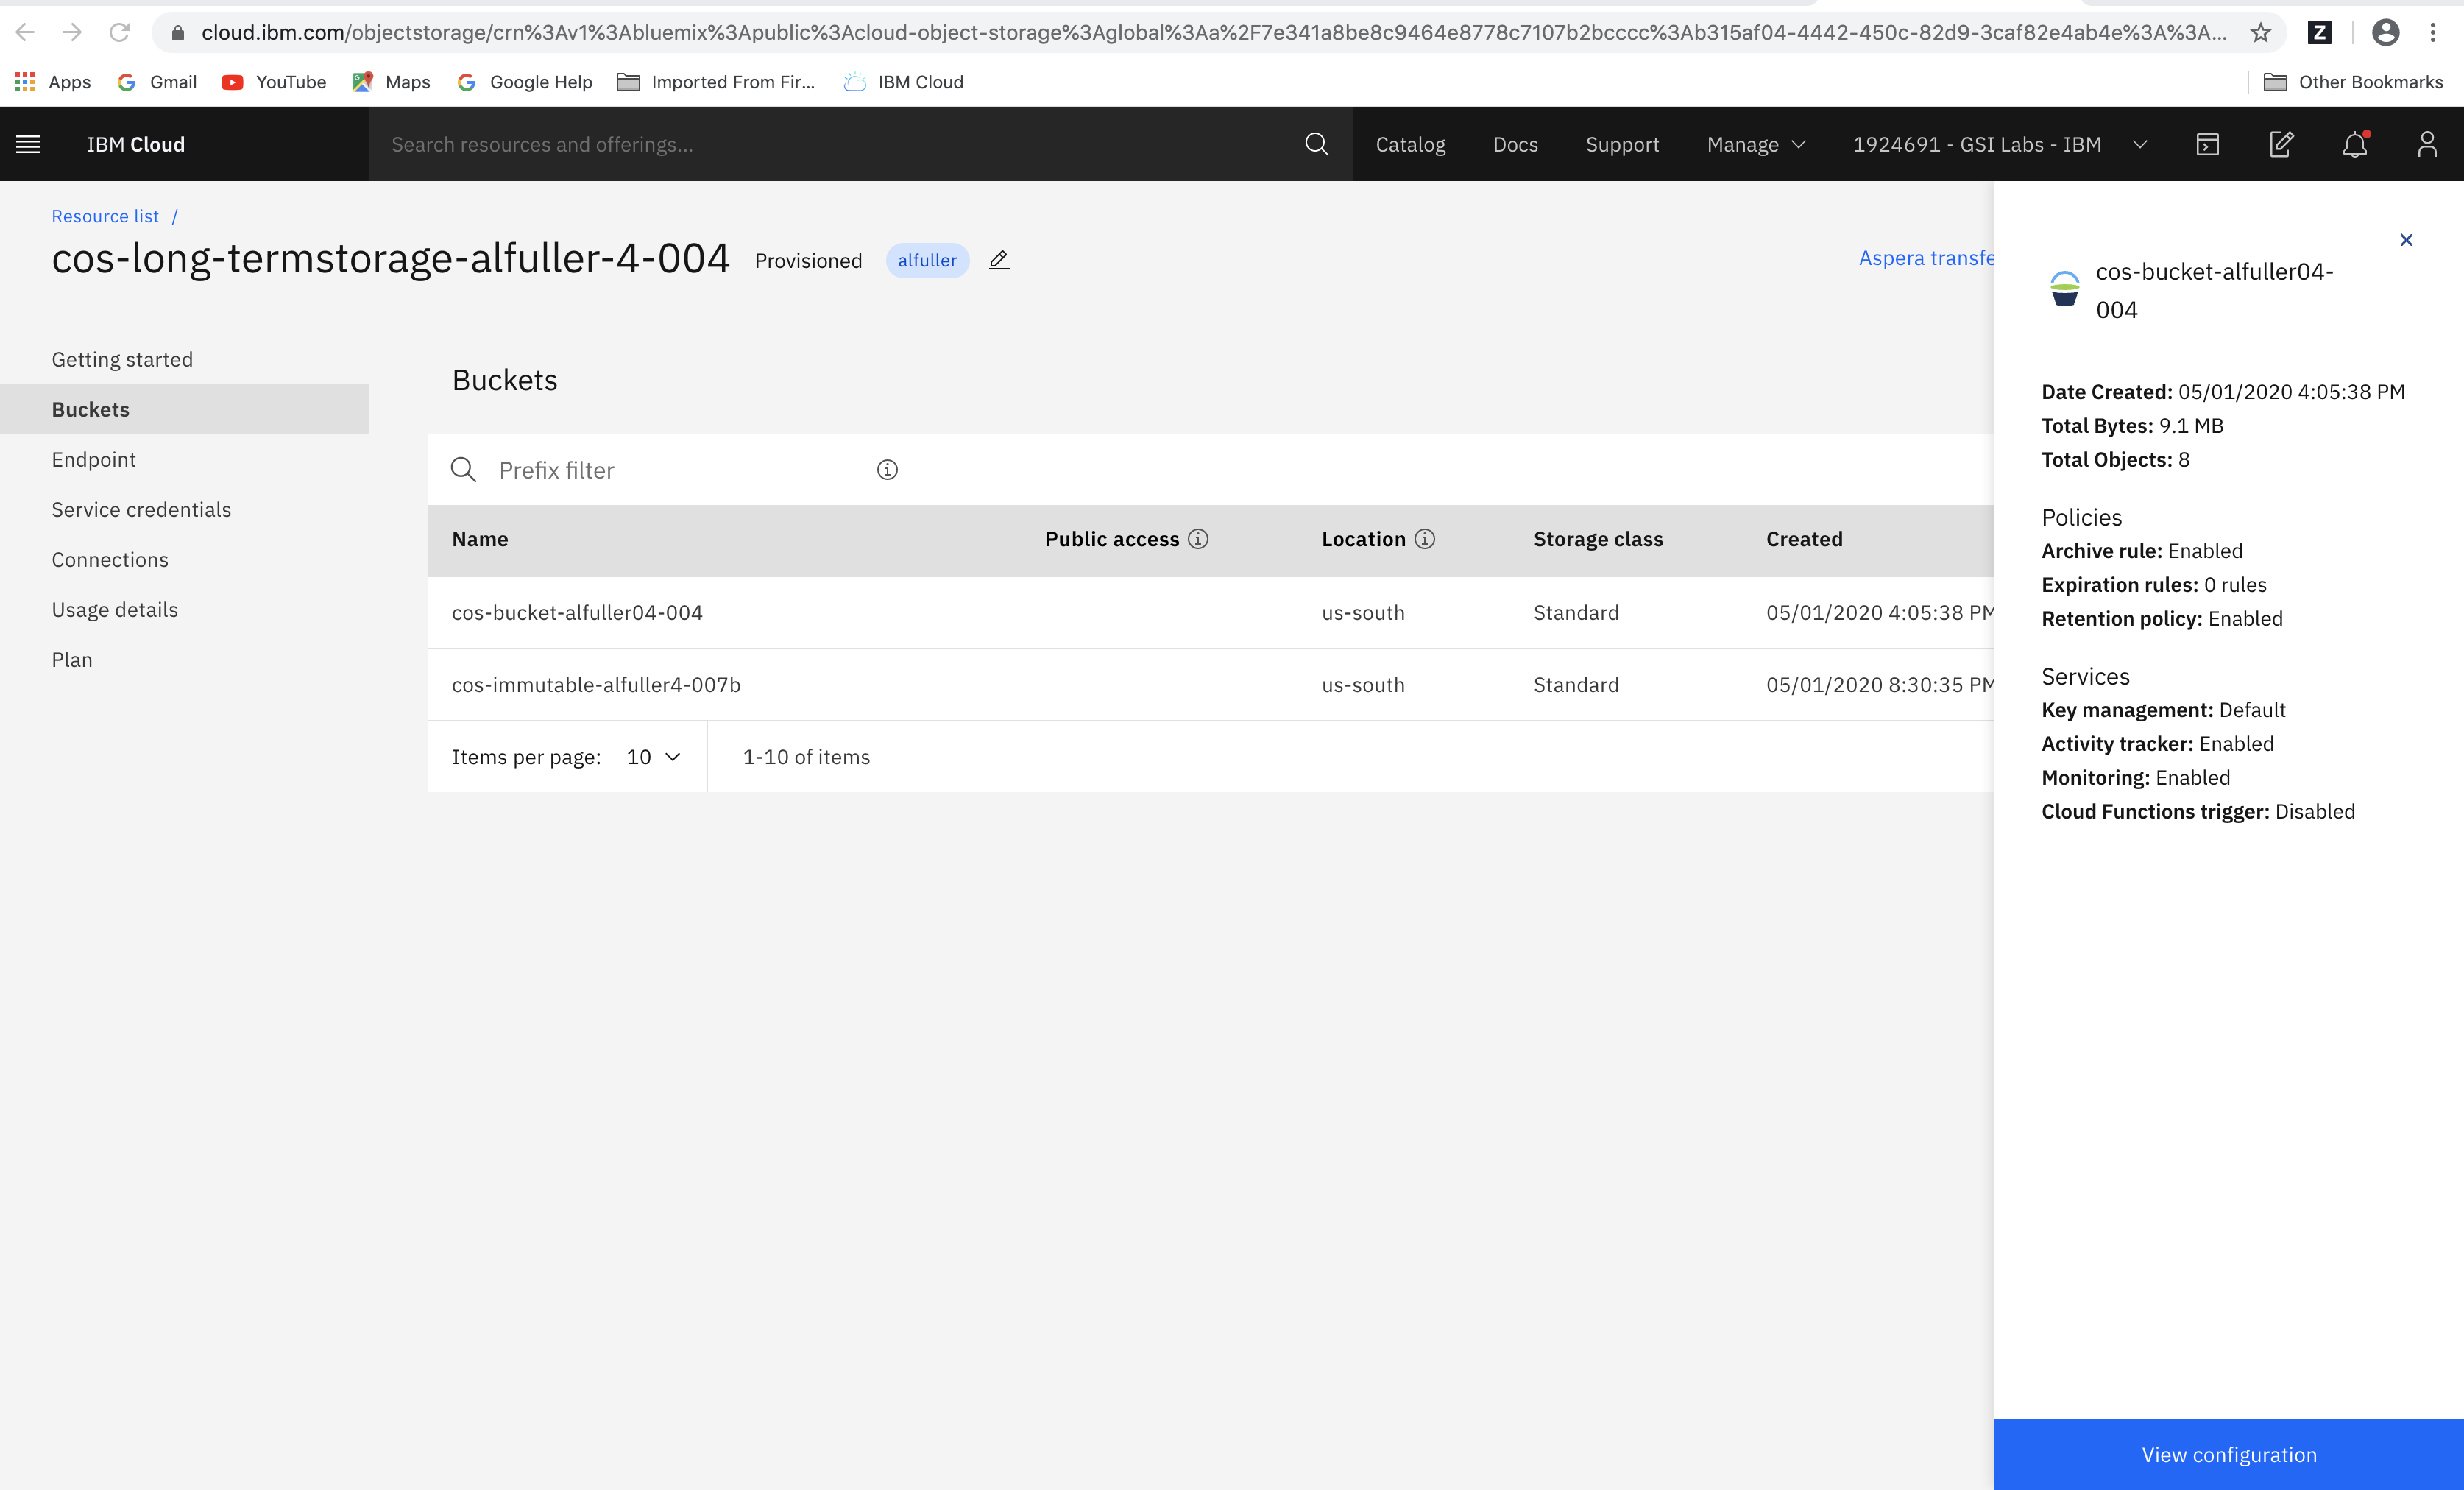 cloud.ibm.com/objectstorage/crn%3Av1%3Abluemix%3Apublic%3Acloud-object-storage%3Aglobal%3Aa%2F7e341a8be8c9464e8778c7107b2bcccc%3Ab315af04-4442-450c-82d9-3caf82e4ab4e%3A%3A...
Apps Gmail YouTube Maps Google Help Imported From Fir... IBM Cloud Other Bookmarks
IBM Cloud Search resources and offerings... Catalog Docs Support Manage 1924691 - GSI Labs - IBM
Resource list /
cos-long-termstorage-alfuller-4-004 Provisioned alfuller
Aspera transfe
Getting started
Buckets
Endpoint
Service credentials
Connections
Usage details
Plan
Buckets
Prefix filter
Name Public access Location Storage class Created
cos-bucket-alfuller04-004 us-south Standard 05/01/2020 4:05:38 PM
cos-immutable-alfuller4-007b us-south Standard 05/01/2020 8:30:35 PM
Items per page: 10 1-10 of items
cos-bucket-alfuller04-
004
Date Created: 05/01/2020 4:05:38 PM
Total Bytes: 9.1 MB
Total Objects: 8
Policies
Archive rule: Enabled
Expiration rules: 0 rules
Retention policy: Enabled
Services
Key management: Default
Activity tracker: Enabled
Monitoring: Enabled
Cloud Functions trigger: Disabled
View configuration